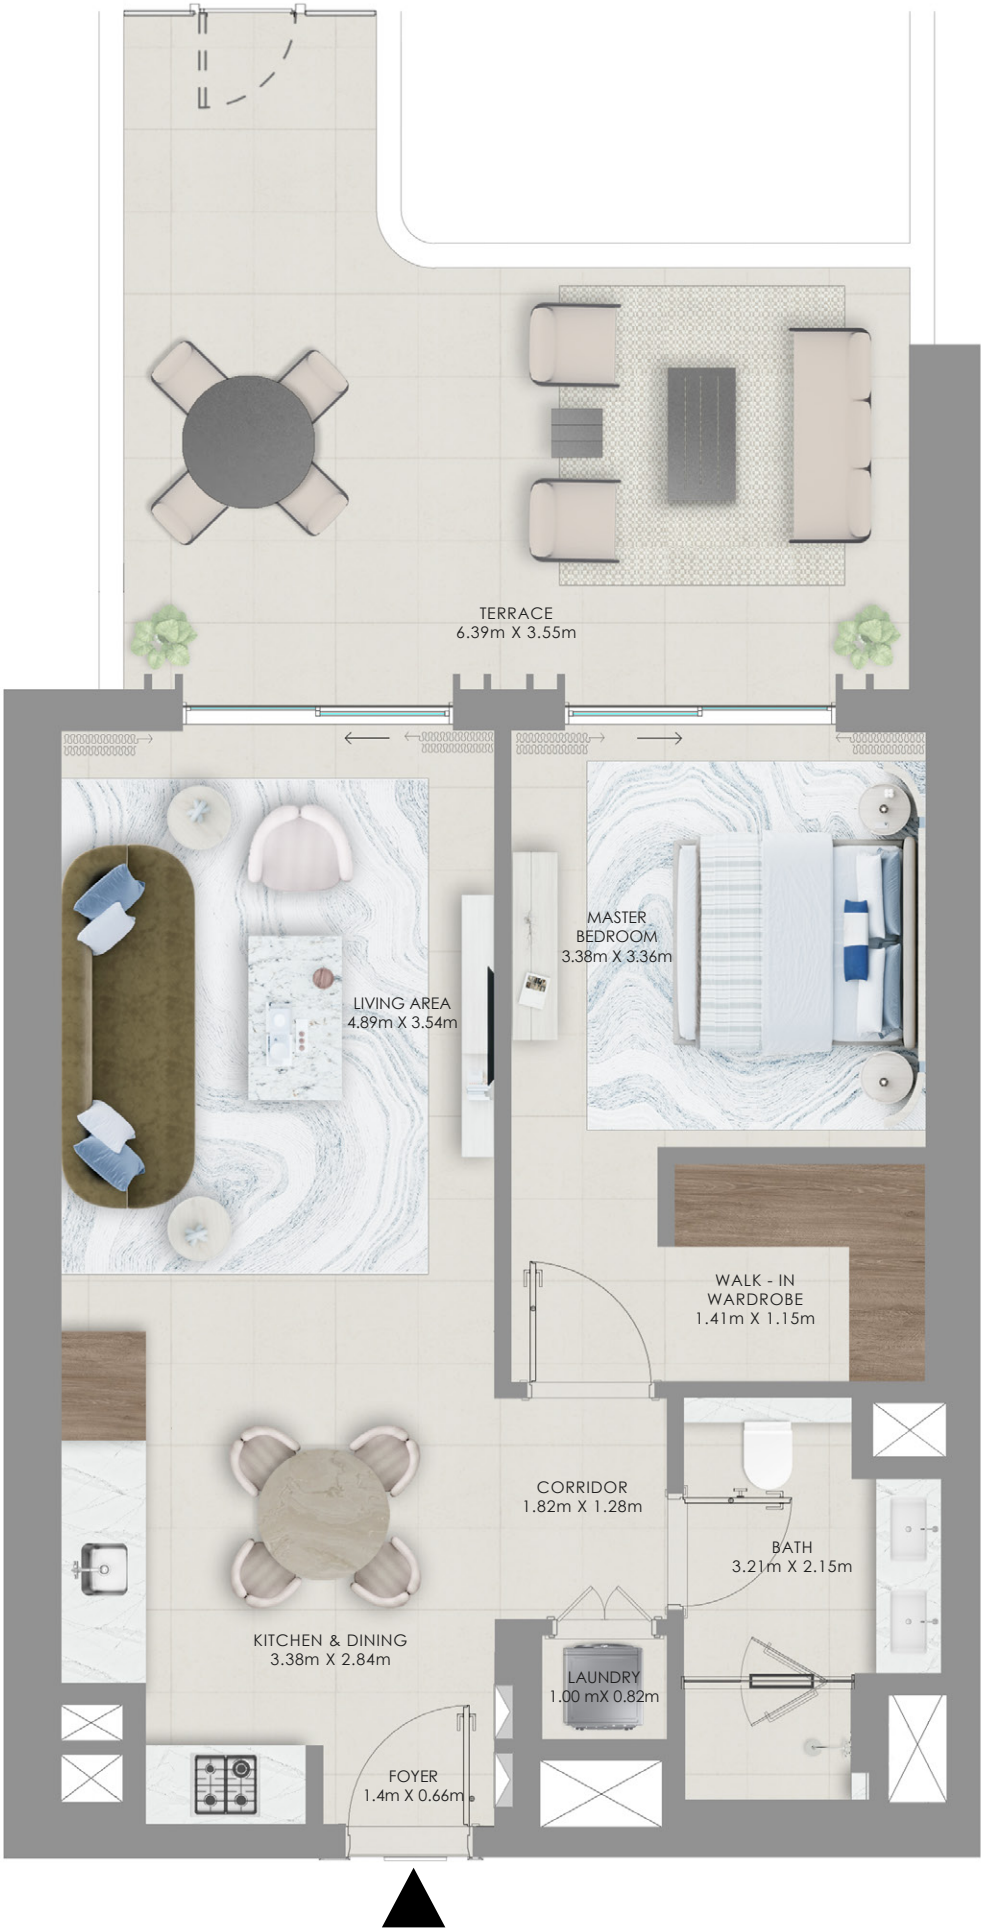 TERRACE
6.39m X 3.55m
MASTER
BEDROOM
3.38m X 3.36m
LIVING AREA
4.89m X 3.54m
WALK - IN
WARDROBE
1.41m X 1.15m
CORRIDOR
1.82m X 1.28m
BATH
3.21m X 2.15m
KITCHEN & DINING
3.38m X 2.84m
LAUNDRY
1.00 mX 0.82m
FOYER
1.4m X 0.66m